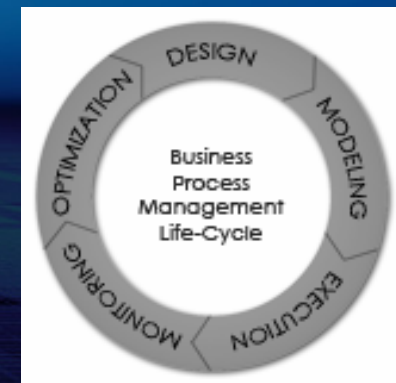 DESIGN
MODELING
EXECUTION
MONITORING
OPTIMIZATION
Business
Process
Management
Life-Cycle